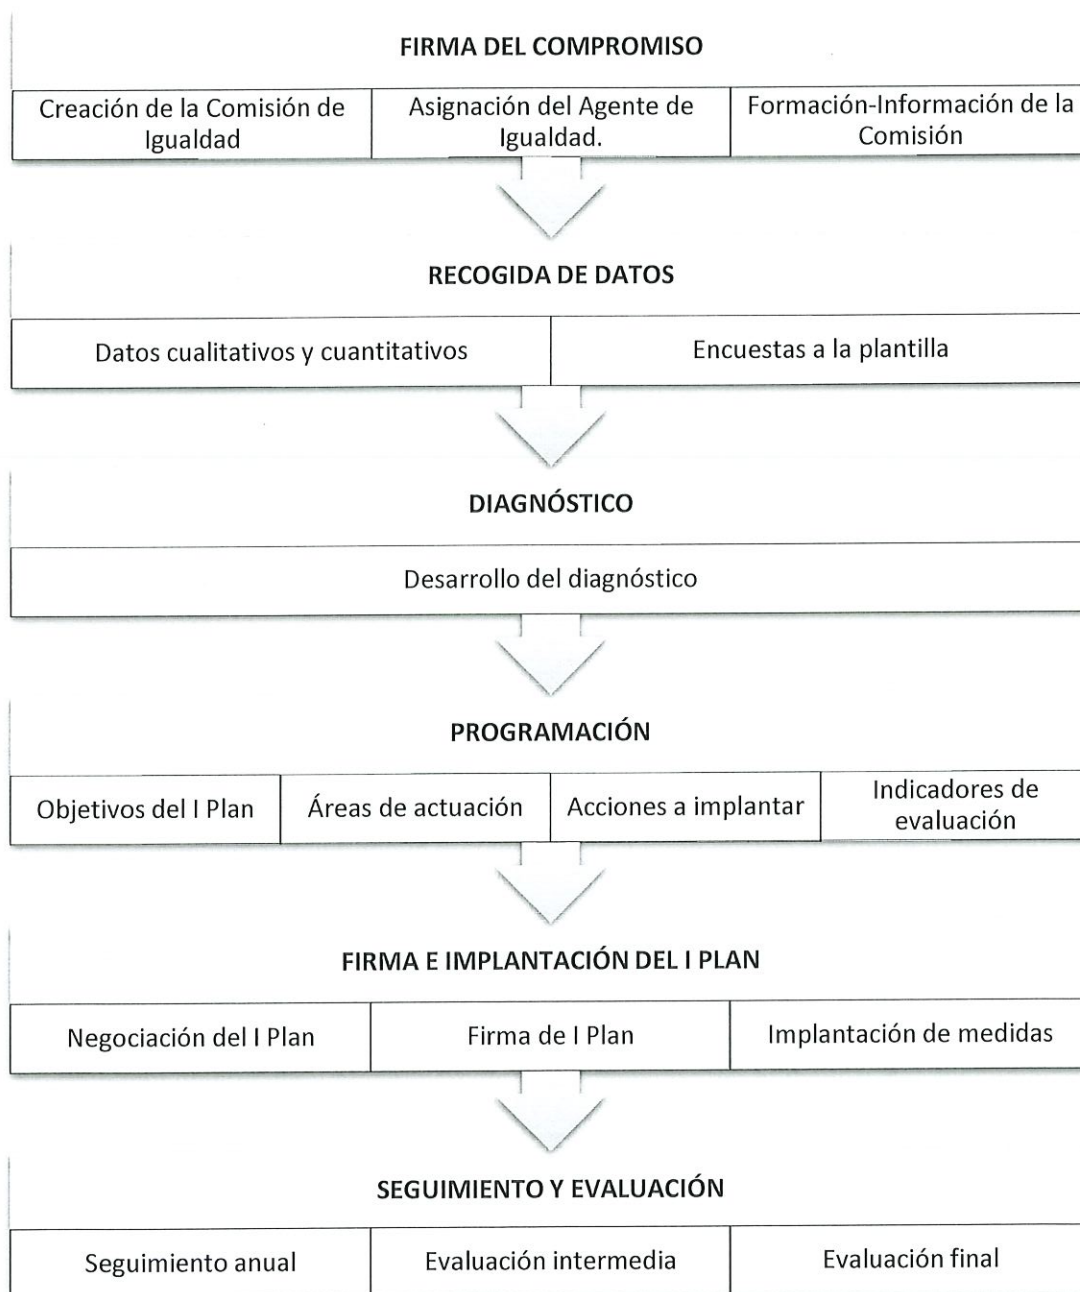 FIRMA DEL COMPROMISO
Creación de la Comisión de
Igualdad
Asignación del Agente de
Igualdad.
Formación-Información de la
Comisión
RECOGIDA DE DATOS
Datos cualitativos y cuantitativos
Encuestas a la plantilla
DIAGNÓSTICO
Desarrollo del diagnóstico
PROGRAMACIÓN
Objetivos del I Plan
Áreas de actuación
Acciones a implantar
Indicadores de
evaluación
FIRMA E IMPLANTACIÓN DEL I PLAN
Negociación del I Plan
Firma de I Plan
Implantación de medidas
SEGUIMIENTO Y EVALUACIÓN
Seguimiento anual
Evaluación intermedia
Evaluación final